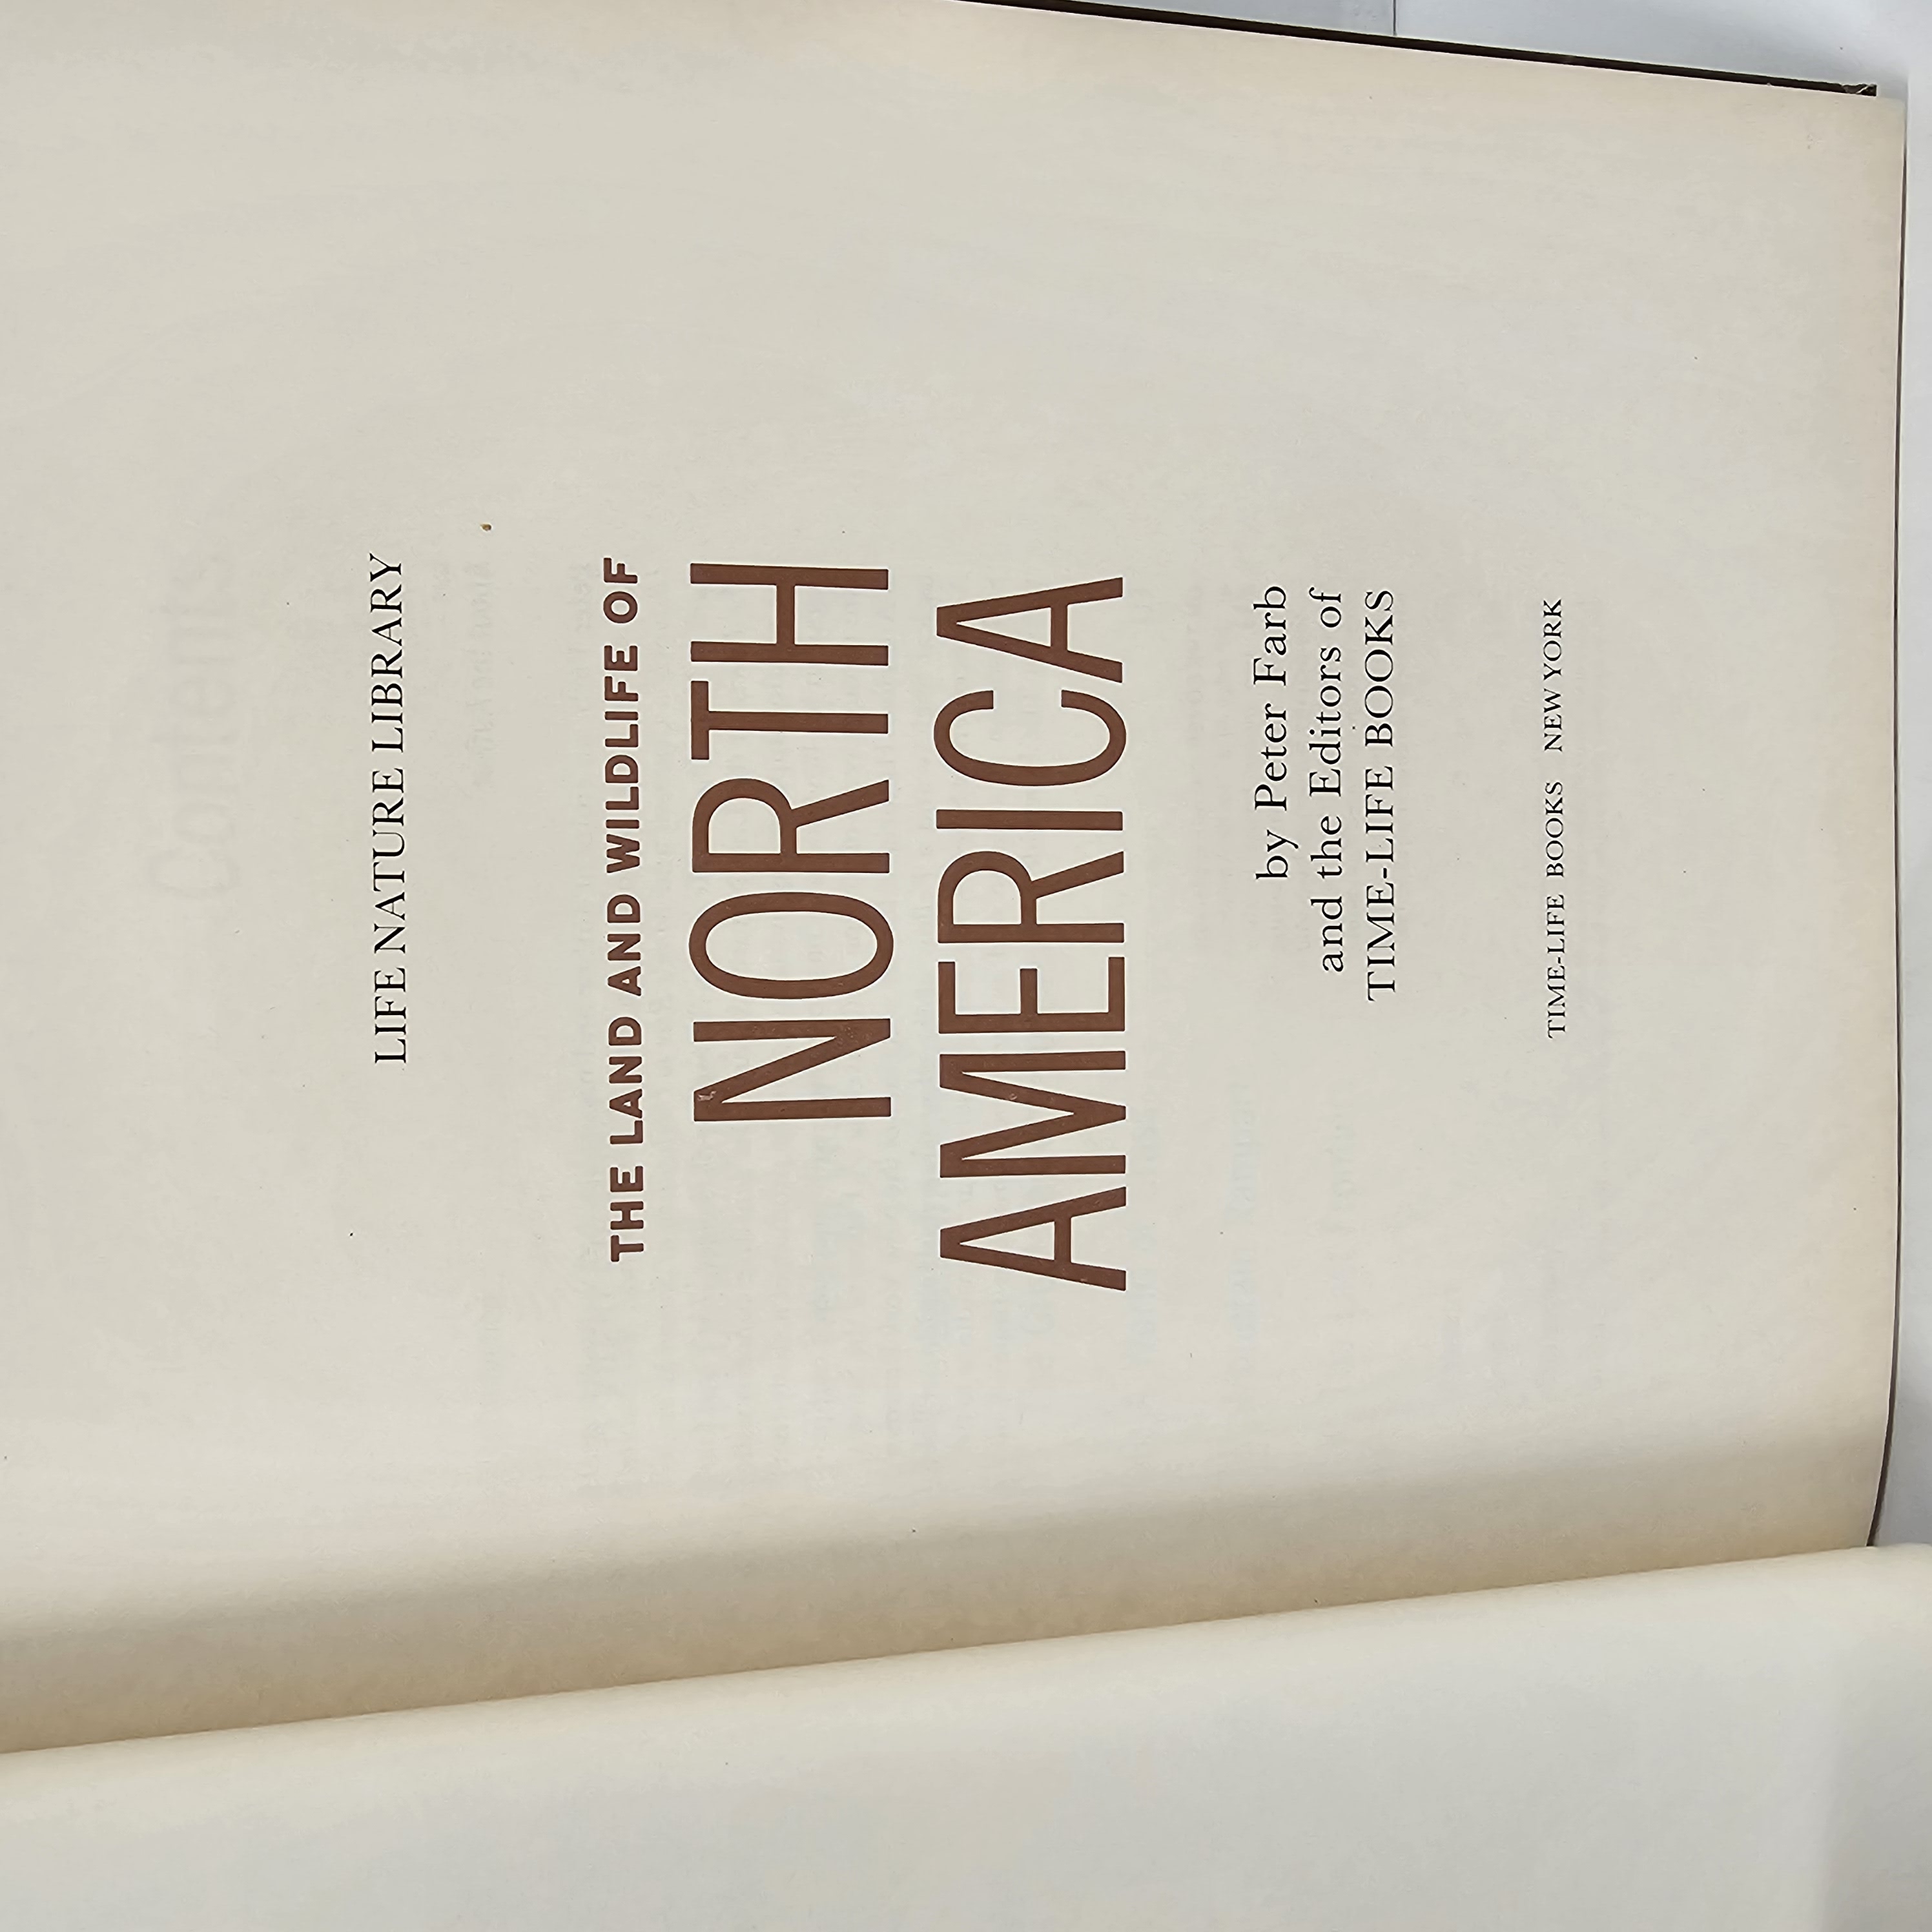 Contents
LIFE NATURE LIBRARY
THE LAND AND WILDLIFE OF
NORTH
AMERICA
by Peter Farb
and the Editors of
TIME-LIFE BOOKS
TIME-LIFE BOOKS NEW YORK